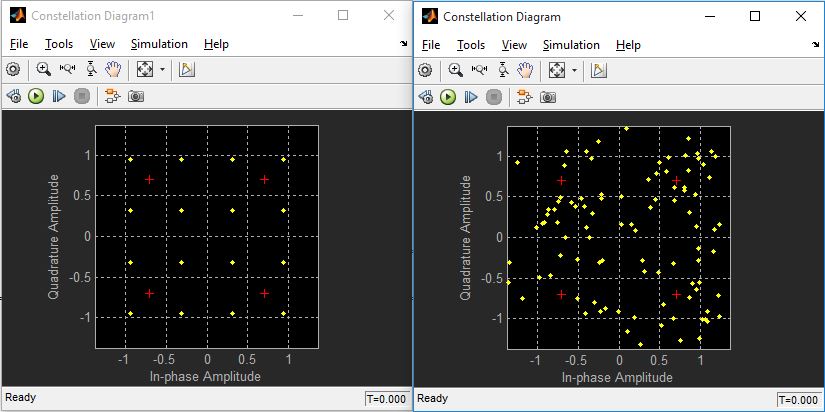 Constellation Diagram1
File Tools View Simulation Help
Quadrature Amplitude
1
0.5
0
-0.5
-1
-1 -0.5 0 0.5 1
In-phase Amplitude
Ready
T=0.000
Constellation Diagram
File Tools View Simulation Help
Quadrature Amplitude
1
0.5
0
-0.5
-1
-1 -0.5 0 0.5 1
In-phase Amplitude
Ready
T=0.000